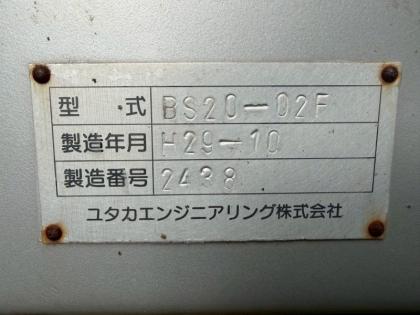 型 式 BS20-02F
製造年月 H29-10
製造番号 2438
ユタカエンジニアリング株式会社